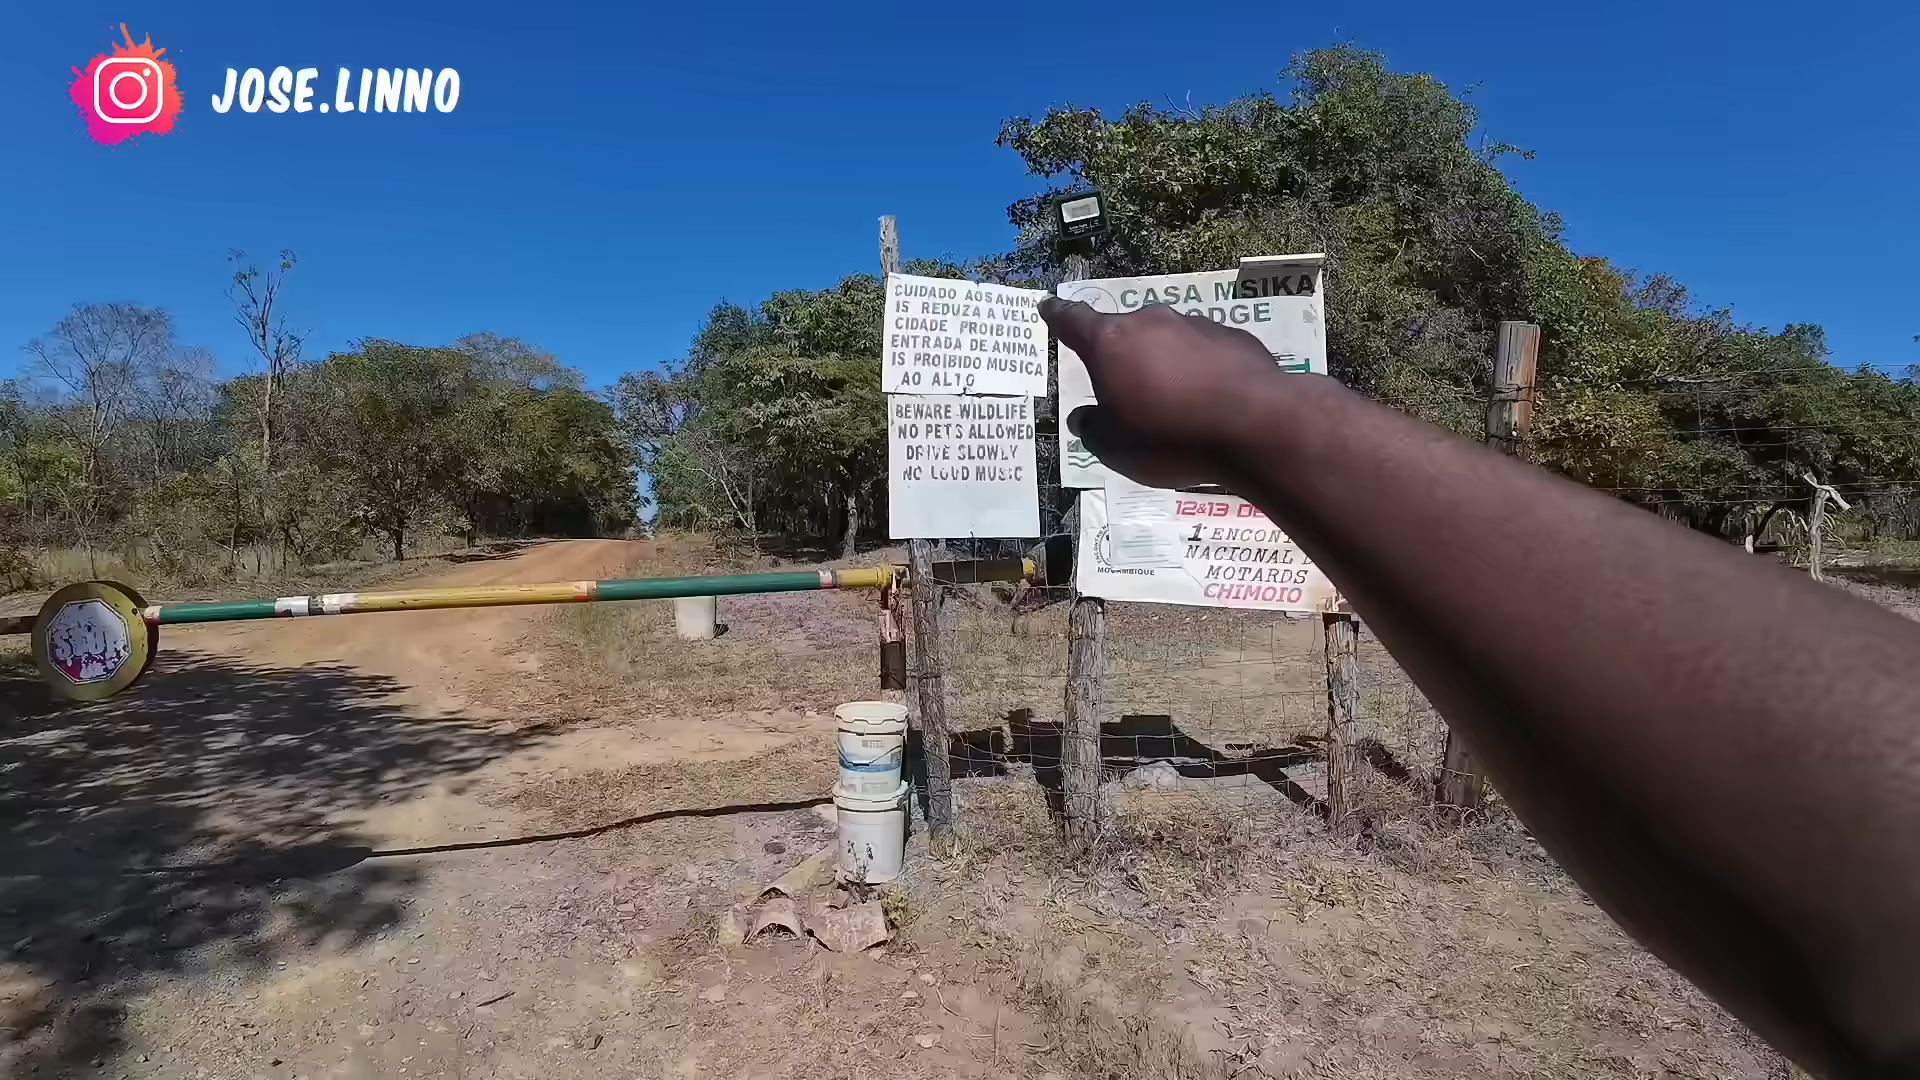 JOSE.LINNO
CUIDADO AOS ANIMA
IS REDUZA A VELO
CIDADE PROIBIDO
ENTRADA DE ANIMA-
IS PROIBIDO MUSICA
AO ALTO
BEWARE WILDLIFE
NO PETS ALLOWED
DRIVE SLOWLY
NO LOUD MUSIC
CASA MSIKA
ODGE
12&13 DE
1 ENCONT
NACIONAL D
MOTARDS
CHIMOIO
MOÇAMBIQUE
STOP